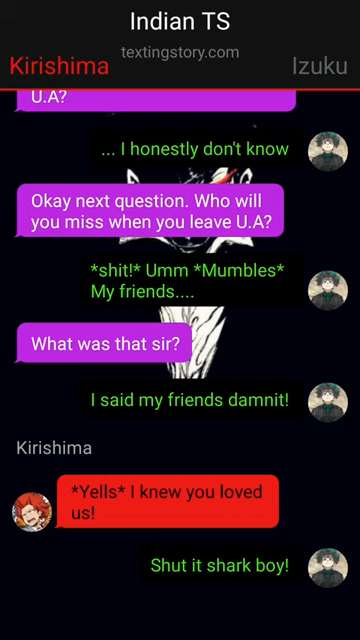 Indian TS
textingstory.com
Kirishima
Izuku
U.A?
... I honestly don't know
Okay next question. Who will
you miss when you leave U.A?
*shit!* Umm *Mumbles*
My friends....
What was that sir?
I said my friends damnit!
Kirishima
*Yells* I knew you loved
us!
Shut it shark boy!